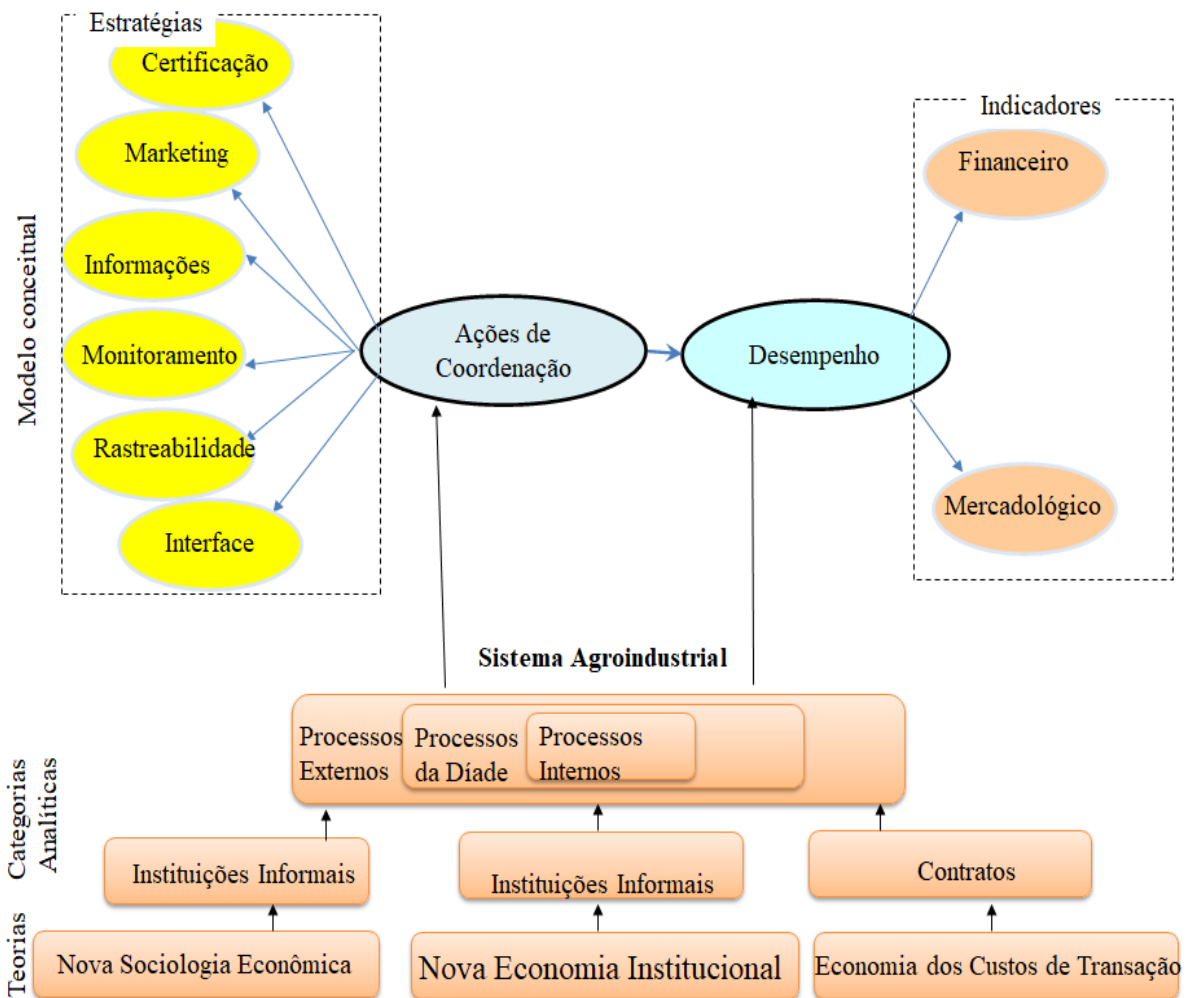 Estratégias
Certificação
Marketing
Informações
Monitoramento
Rastreabilidade
Interface
Modelo conceitual
Ações de
Coordenação
Desempenho
Indicadores
Financeiro
Mercadológico
Sistema Agroindustrial
Processos
Externos
Processos
da Díade
Processos
Internos
Categorias
Analíticas
Instituições Informais
Instituições Informais
Contratos
Teorias
Nova Sociologia Econômica
Nova Economia Institucional
Economia dos Custos de Transação